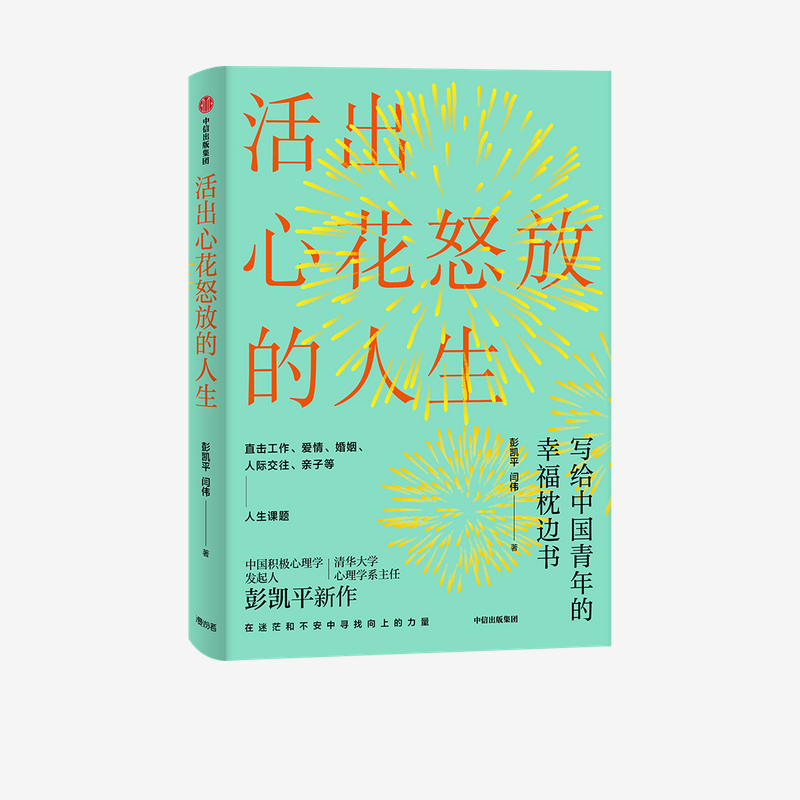 中信出版集团
活出心花怒放的人生
彭凯平 闫伟
著
活出
心花怒放
的人生
直击工作、爱情、婚姻、
人际交往、亲子等
人生课题
彭凯平 闫伟
著
写给中国青年的
幸福枕边书
中国积极心理学
发起人
清华大学
心理学系主任
彭凯平新作
在迷茫和不安中寻找向上的力量
中信出版集团